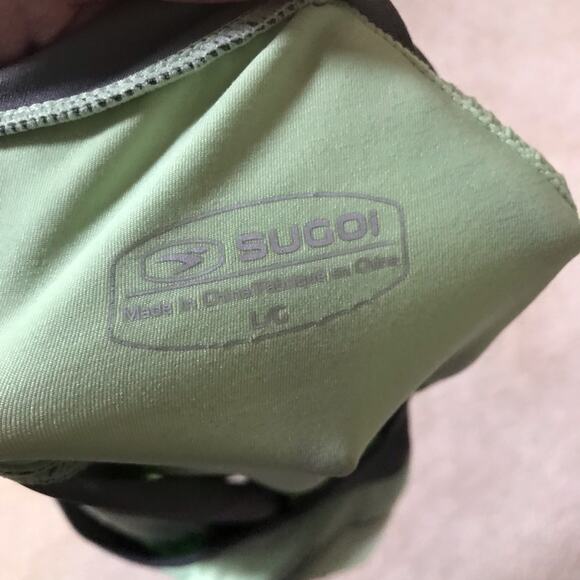 SUGOI
Made in China/Fabriqué en Chine
L/G